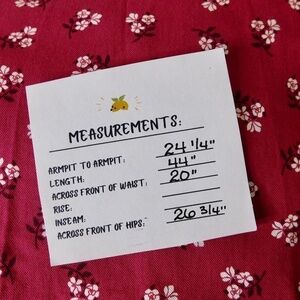 MEASUREMENTS:
ARMPIT TO ARMPIT: 24 1/4"
LENGTH: 44"
ACROSS FRONT OF WAIST: 20"
RISE:
INSEAM:
ACROSS FRONT OF HIPS: 26 3/4"